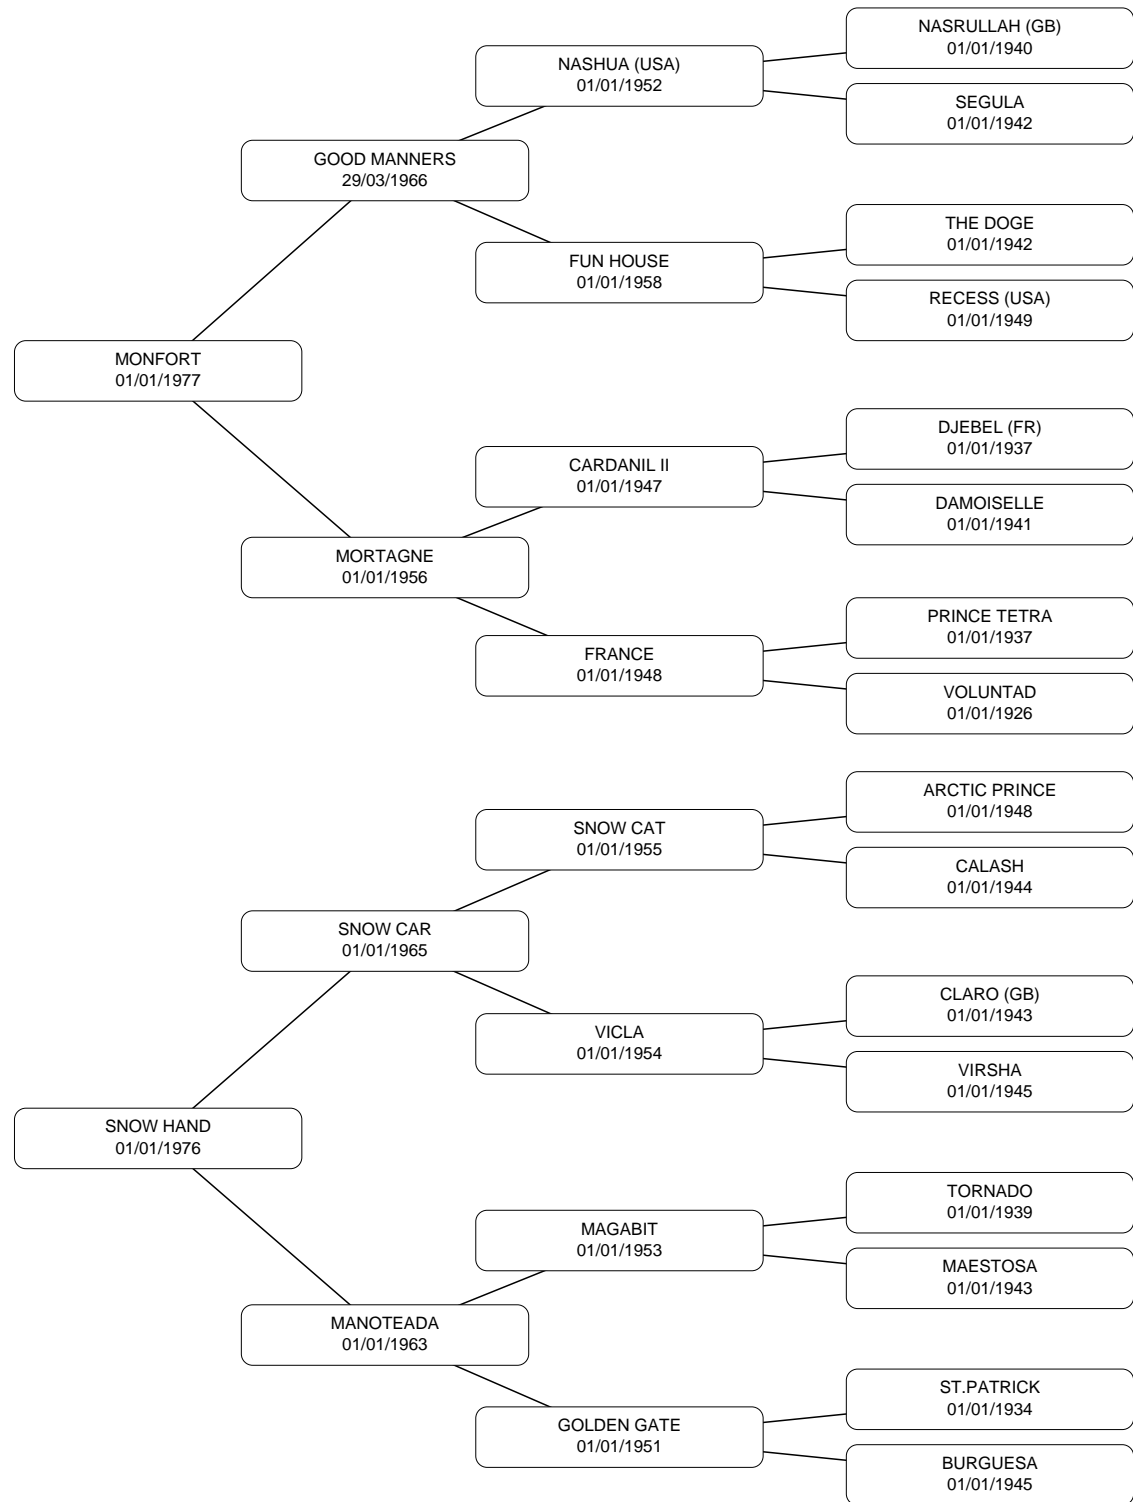 NASRULLAH (GB)
01/01/1940
NASHUA (USA)
01/01/1952
SEGULA
01/01/1942
GOOD MANNERS
29/03/1966
THE DOGE
01/01/1942
FUN HOUSE
01/01/1958
RECESS (USA)
01/01/1949
MONFORT
01/01/1977
DJEBEL (FR)
01/01/1937
CARDANIL II
01/01/1947
DAMOISELLE
01/01/1941
MORTAGNE
01/01/1956
PRINCE TETRA
01/01/1937
FRANCE
01/01/1948
VOLUNTAD
01/01/1926
ARCTIC PRINCE
01/01/1948
SNOW CAT
01/01/1955
CALASH
01/01/1944
SNOW CAR
01/01/1965
CLARO (GB)
01/01/1943
VICLA
01/01/1954
VIRSHA
01/01/1945
SNOW HAND
01/01/1976
TORNADO
01/01/1939
MAGABIT
01/01/1953
MAESTOSA
01/01/1943
MANOTEADA
01/01/1963
ST.PATRICK
01/01/1934
GOLDEN GATE
01/01/1951
BURGUESA
01/01/1945